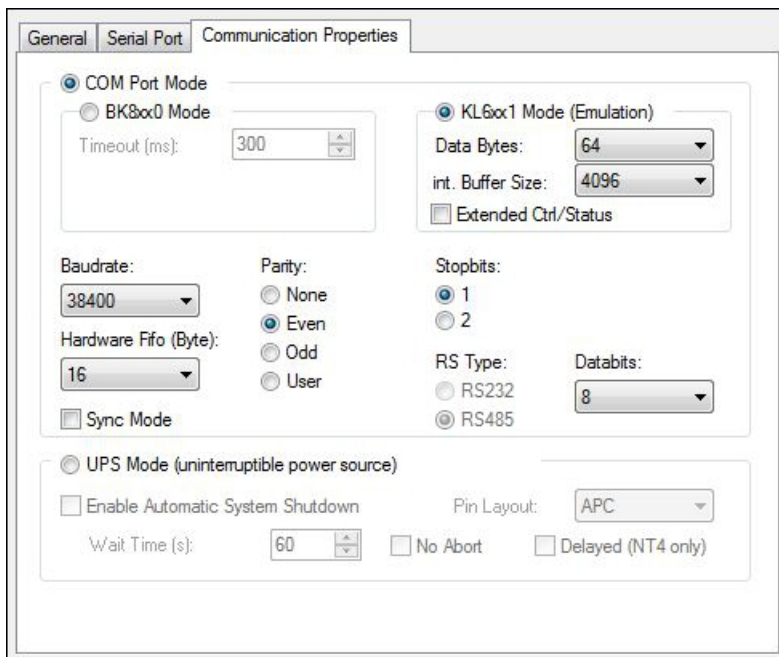 General Serial Port Communication Properties
COM Port Mode
BK8xx0 Mode
Timeout (ms): 300
KL6xx1 Mode (Emulation)
Data Bytes: 64
int. Buffer Size: 4096
Extended Ctrl/Status
Baudrate:
38400
Hardware Fifo (Byte):
16
Sync Mode
Parity:
None
Even
Odd
User
Stopbits:
1
2
RS Type:
RS232
RS485
Databits:
8
UPS Mode (uninterruptible power source)
Enable Automatic System Shutdown Pin Layout: APC
Wait Time (s): 60 No Abort Delayed (NT4 only)